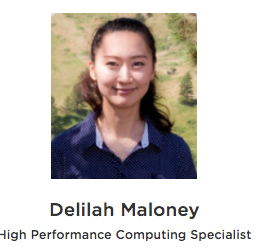 Delilah Maloney
High Performance Computing Specialist